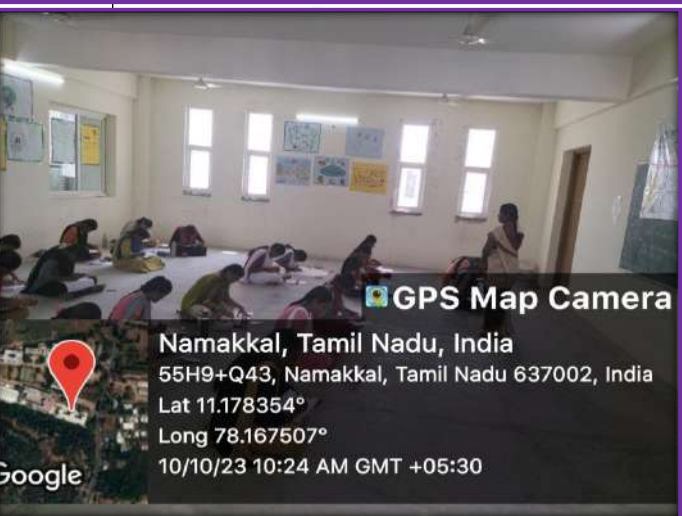 GPS Map Camera
Namakkal, Tamil Nadu, India
55H9+Q43, Namakkal, Tamil Nadu 637002, India
Lat 11.178354°
Long 78.167507°
10/10/23 10:24 AM GMT +05:30
Google